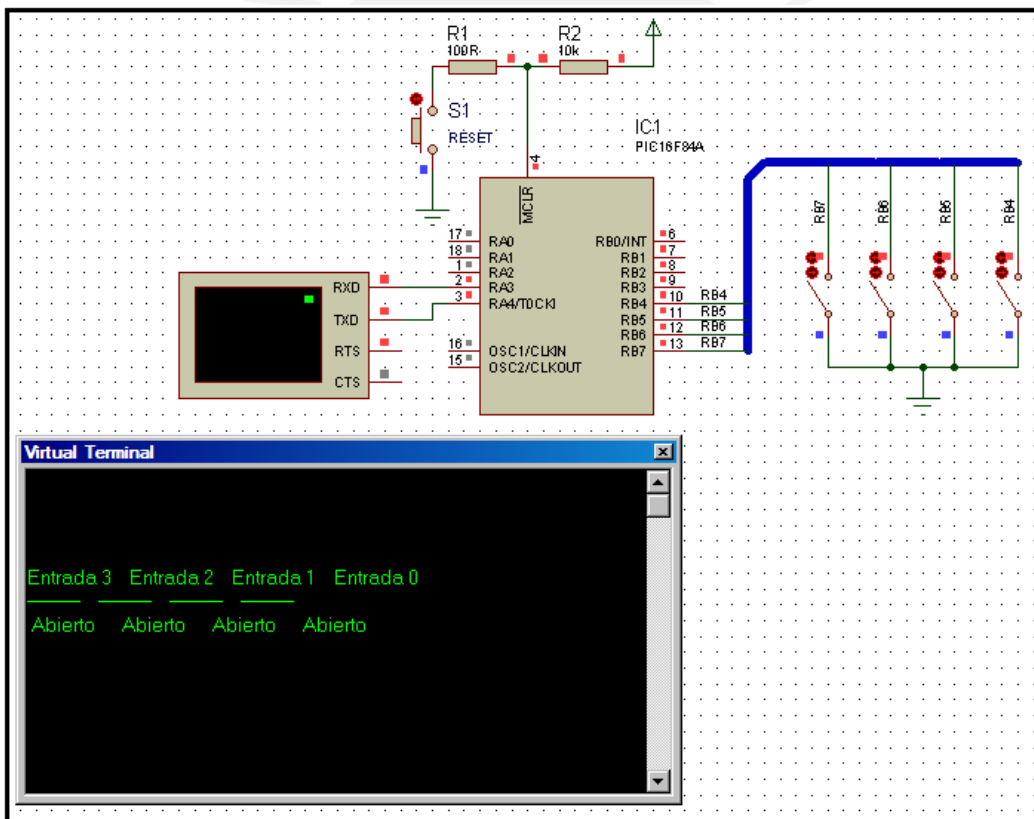 R1
100R
R2
10k
S1
RESET
IC1
PIC16F84A
4
MCLR
17
RA0
18
RA1
1
RA2
2
RA3
3
RA4/T0CKI
16
OSC1/CLKIN
15
OSC2/CLKOUT
RB0/INT
6
RB1
7
RB2
8
RB3
9
RB4
10
RB4
RB5
11
RB5
RB6
12
RB6
RB7
13
RB7
RXD
TXD
RTS
CTS
RB7
RB6
RB5
RB4
Virtual Terminal
Entrada 3 Entrada 2 Entrada 1 Entrada 0
Abierto Abierto Abierto Abierto